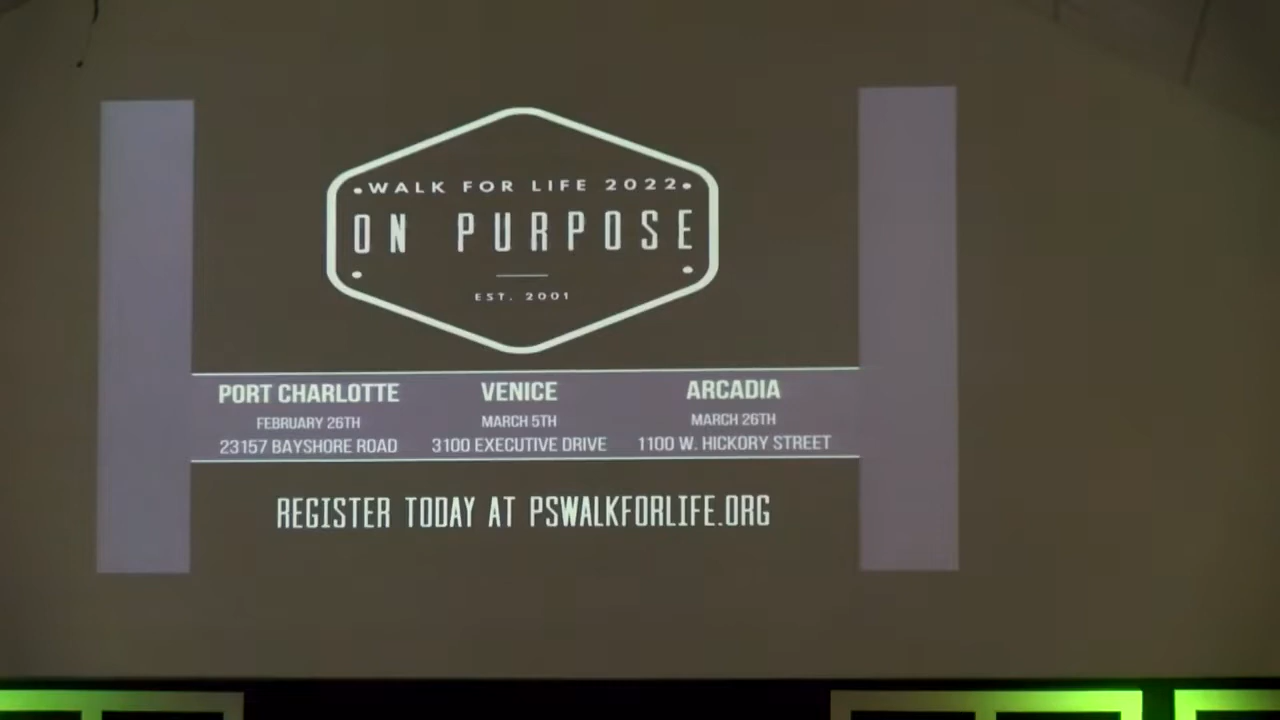 WALK FOR LIFE 2022
ON PURPOSE
EST. 2001
PORT CHARLOTTE
FEBRUARY 26TH
23157 BAYSHORE ROAD
VENICE
MARCH 5TH
3100 EXECUTIVE DRIVE
ARCADIA
MARCH 26TH
1100 W. HICKORY STREET
REGISTER TODAY AT PSWALKFORLIFE.ORG